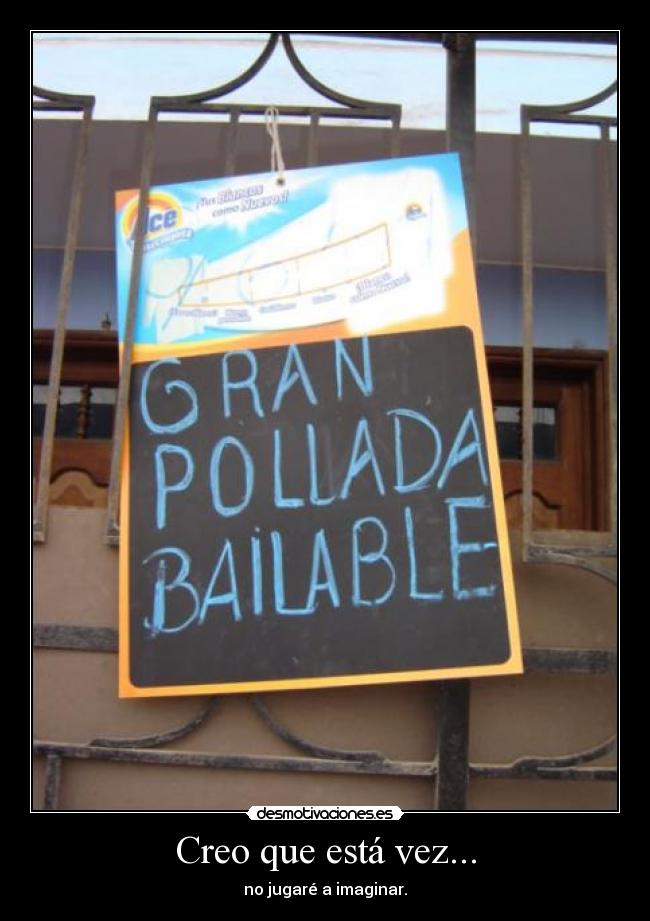 Ace
¡tus Blancos
como Nuevos!
GRAN
POLLADA
BAILABLE
desmotivaciones.es
Creo que está vez...
no jugaré a imaginar.